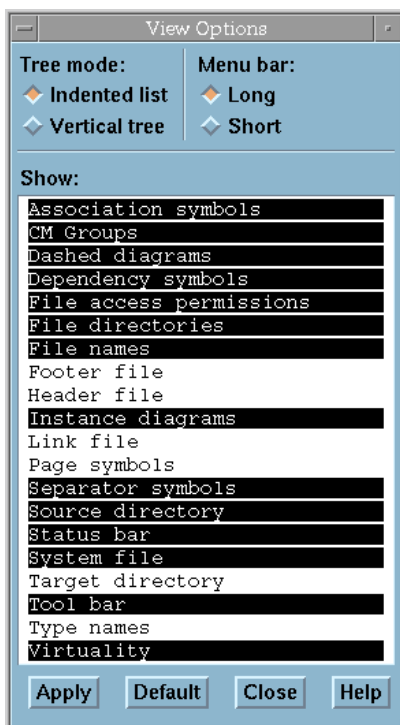 View Options
Tree mode: Menu bar:
Indented list Long
Vertical tree Short
Show:
Association symbols
CM Groups
Dashed diagrams
Dependency symbols
File access permissions
File directories
File names
Footer file
Header file
Instance diagrams
Link file
Page symbols
Separator symbols
Source directory
Status bar
System file
Target directory
Tool bar
Type names
Virtuality
Apply Default Close Help